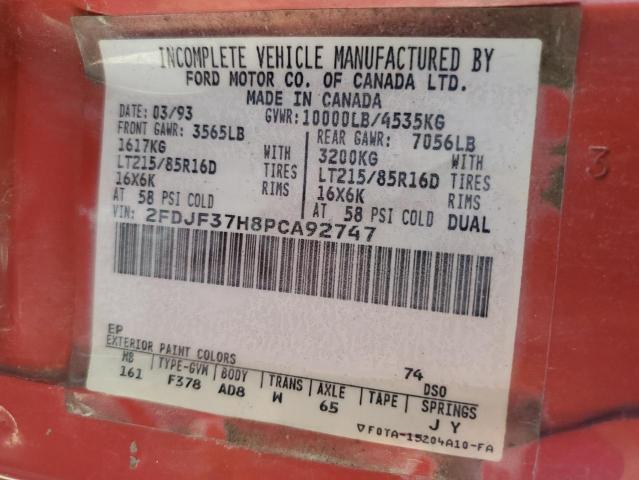 INCOMPLETE VEHICLE MANUFACTURED BY
FORD MOTOR CO. OF CANADA LTD.
MADE IN CANADA
DATE: 03/93 GVWR: 10000LB/4535KG
FRONT GAWR: 3565LB REAR GAWR: 7056LB
1617KG WITH 3200KG WITH
LT215/85R16D TIRES LT215/85R16D TIRES
16X6K RIMS 16X6K RIMS
AT 58 PSI COLD AT 58 PSI COLD DUAL
VIN: 2FDJF37H8PCA92747
EP 74
EXTERIOR PAINT COLORS DSO
WB TYPE-GVM BODY TRANS AXLE TAPE SPRINGS
161 F378 AD8 W 65 J Y
▽F0TA-15204A10-FA
3